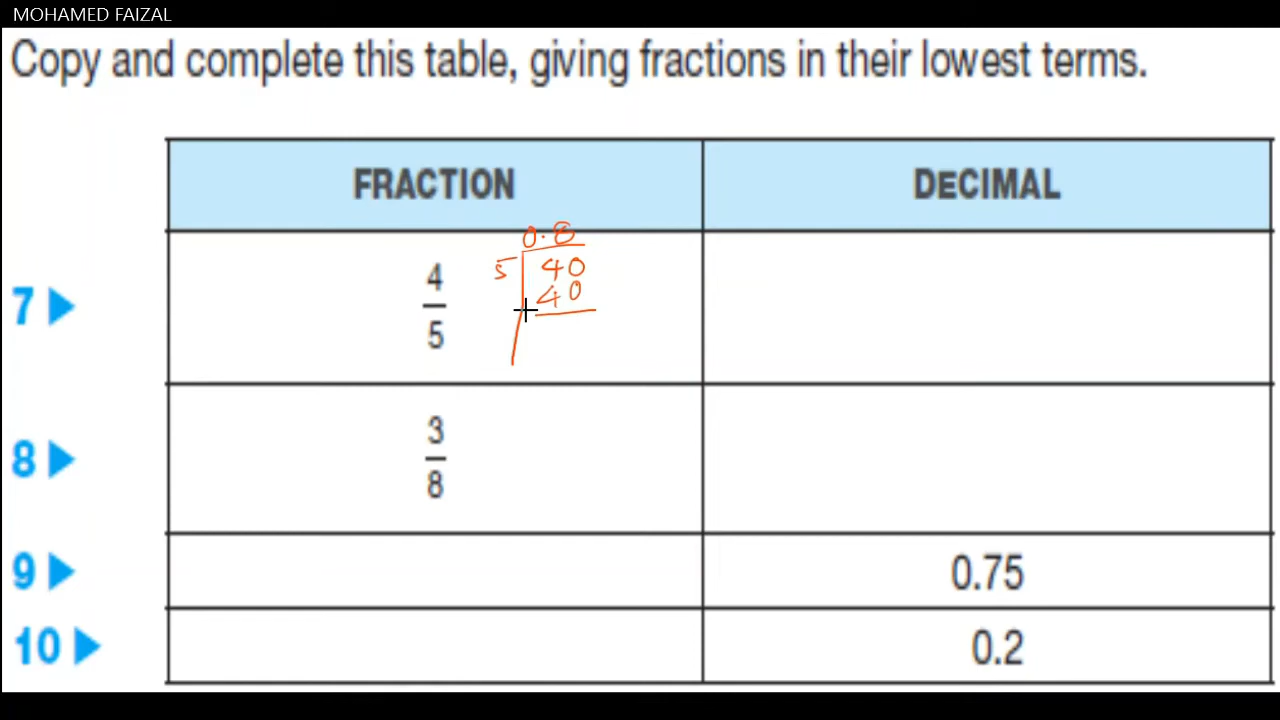 MOHAMED FAIZAL
Copy and complete this table, giving fractions in their lowest terms.
FRACTION DECIMAL
0.8
7 4/5 5 40
40
8 3/8
9 0.75
10 0.2